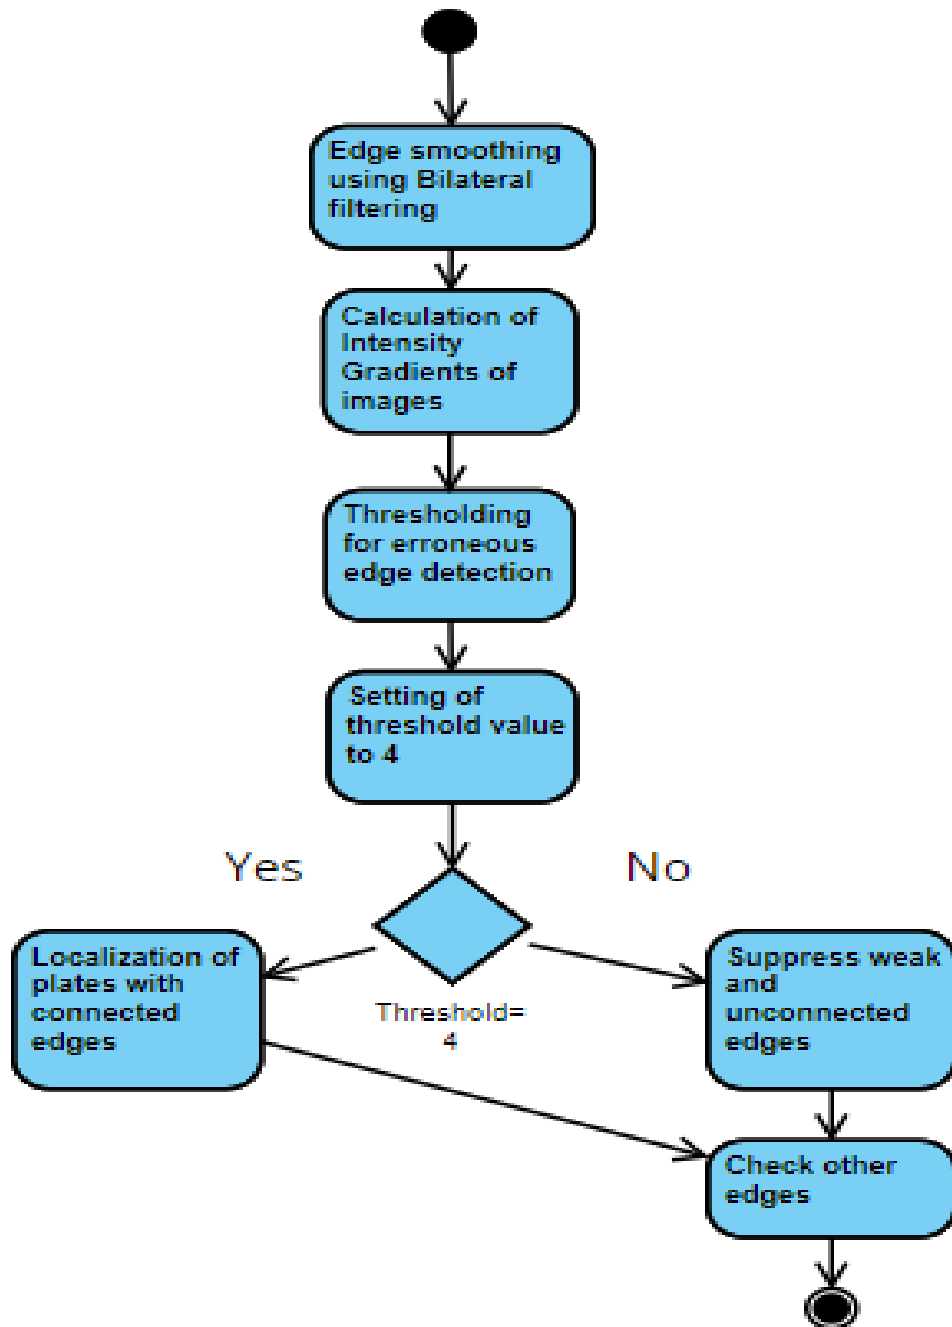 Edge smoothing
using Bilateral
filtering
Calculation of
Intensity
Gradients of
images
Thresholding
for erroneous
edge detection
Setting of
threshold value
to 4
Yes
No
Localization of
plates with
connected
edges
Threshold=
4
Suppress weak
and
unconnected
edges
Check other
edges